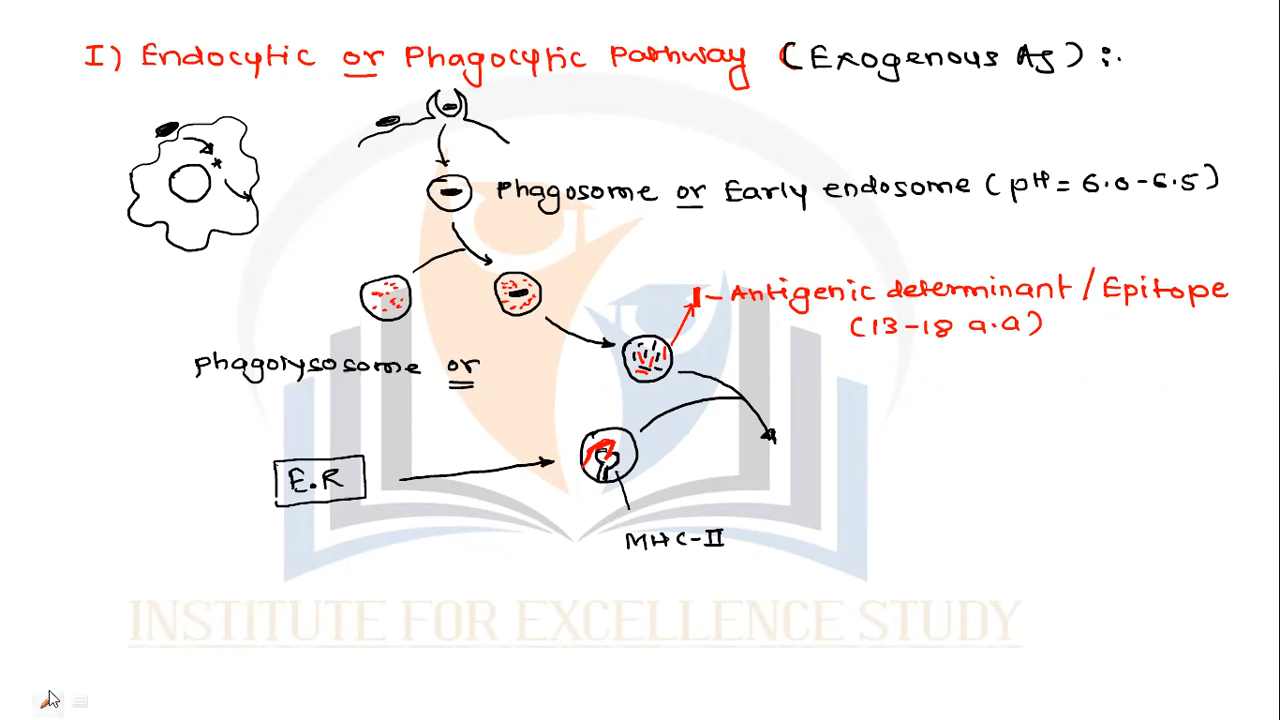 I) Endocytic or Phagocytic Pathway (Exogenous Ag) :-
Phagosome or Early endosome (pH = 6.0-6.5)
1- Antigenic determinant / Epitope
(13-18 a.a)
Phagolysosome or
E.R
MHC-II
INSTITUTE FOR EXCELLENCE STUDY